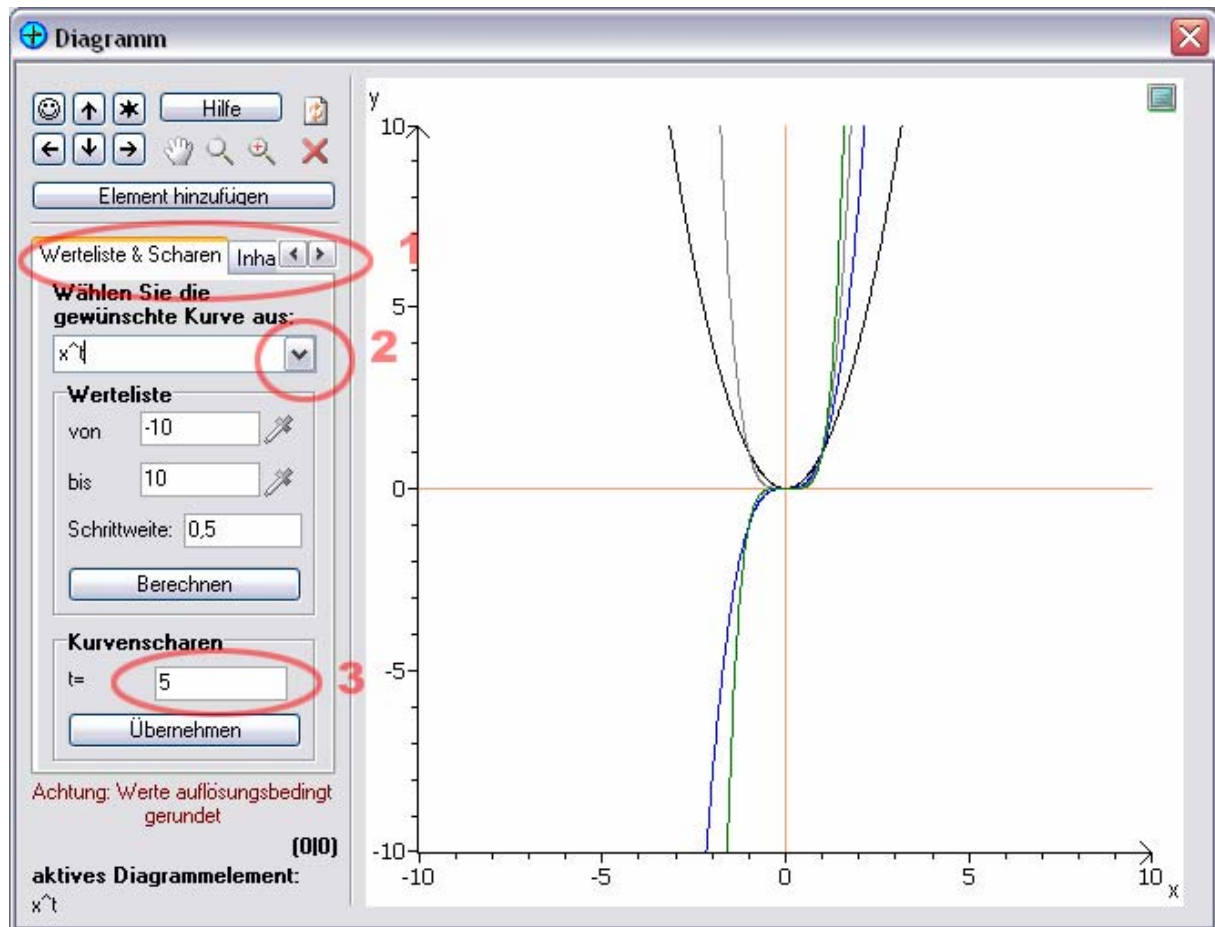 Diagramm
Hilfe
Element hinzufügen
Werteliste & Scharen Inha
1
Wählen Sie die
gewünschte Kurve aus:
x^t
2
Werteliste
von -10
bis 10
Schrittweite: 0,5
Berechnen
Kurvenscharen
t= 5
3
Übernehmen
Achtung: Werte auflösungsbedingt
gerundet
(0|0)
aktives Diagrammelement:
x^t
y
10
5
0
-5
-10
-10 -5 0 5 10
x